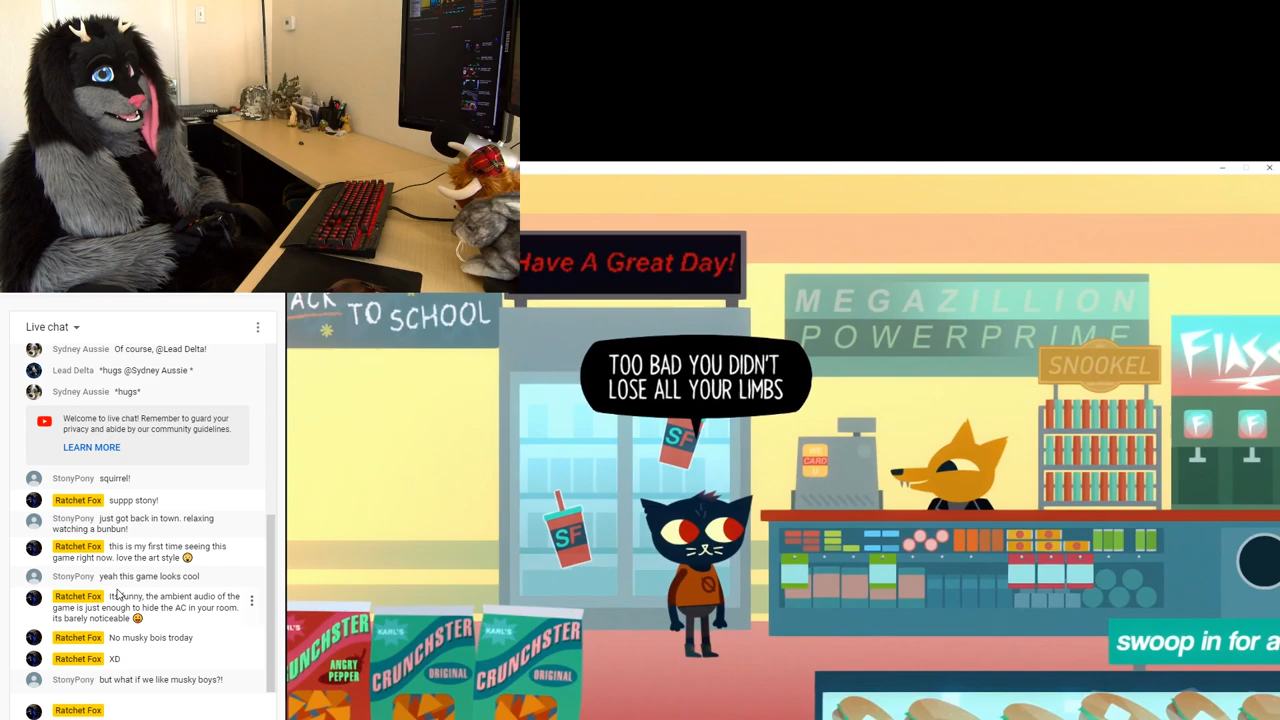 Have A Great Day!
ACK
TO SCHOOL
MEGAZILLION
POWERPRIME
SNOOKEL
TOO BAD YOU DIDN'T
LOSE ALL YOUR LIMBS
SF
SF
CARD
F
F
KARL'S
KARL'S
CRUNCHSTER
CRUNCHSTER
ANGRY
PEPPER
ORIGINAL
ORIGINAL
swoop in for a
Live chat
Sydney Aussie Of course, @Lead Delta!
Lead Delta *hugs @Sydney Aussie *
Sydney Aussie *hugs*
Welcome to live chat! Remember to guard your
privacy and abide by our community guidelines.
LEARN MORE
StonyPony squirrel!
Ratchet Fox suppp stony!
StonyPony just got back in town. relaxing
watching a bunbun!
Ratchet Fox this is my first time seeing this
game right now. love the art style
StonyPony yeah this game looks cool
Ratchet Fox Its funny, the ambient audio of the
game is just enough to hide the AC in your room.
its barely noticeable
Ratchet Fox No musky bois troday
Ratchet Fox XD
StonyPony but what if we like musky boys?!
Ratchet Fox